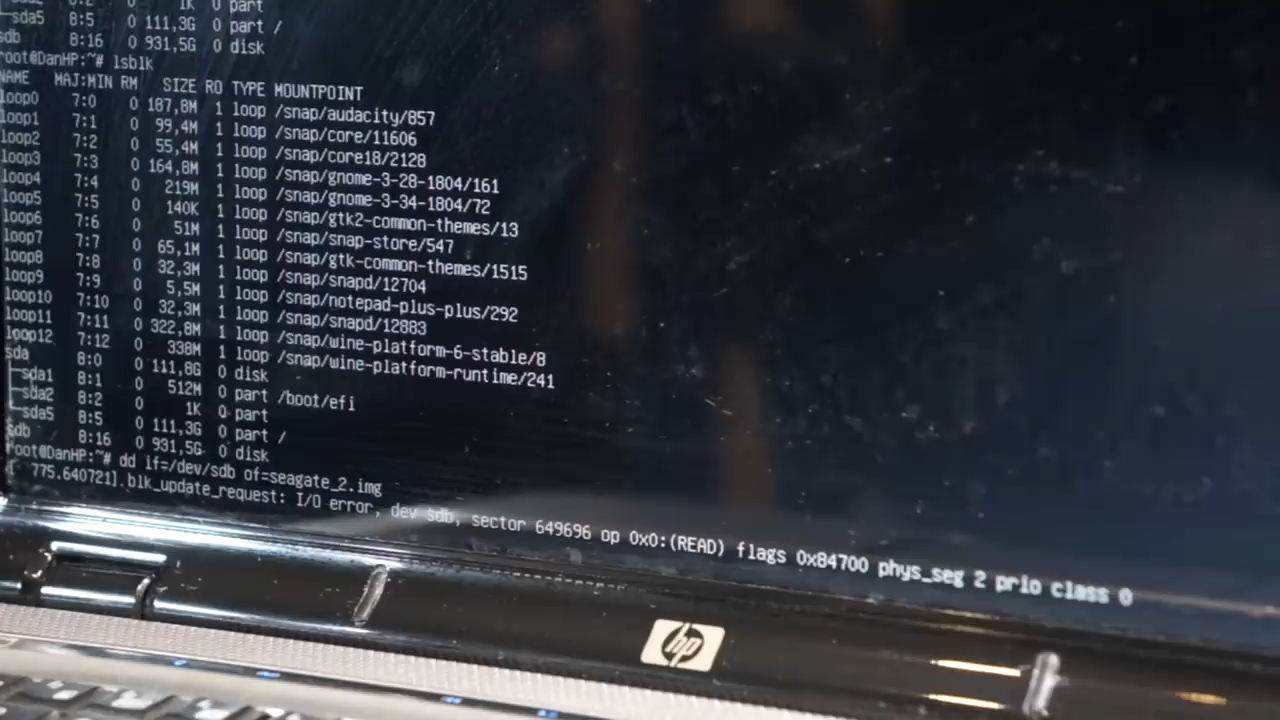 1K 0 part
sda5 8:5 0 111,3G 0 part /
sdb 8:16 0 931,5G 0 disk
root@DanHP:~# lsblk
NAME MAJ:MIN RM SIZE RO TYPE MOUNTPOINT
loop0 7:0 0 187,8M 1 loop /snap/audacity/857
loop1 7:1 0 99,4M 1 loop /snap/core/11606
loop2 7:2 0 55,4M 1 loop /snap/core18/2128
loop3 7:3 0 164,8M 1 loop /snap/gnome-3-28-1804/161
loop4 7:4 0 219M 1 loop /snap/gnome-3-34-1804/72
loop5 7:5 0 140K 1 loop /snap/gtk2-common-themes/13
loop6 7:6 0 51M 1 loop /snap/snap-store/547
loop7 7:7 0 65,1M 1 loop /snap/gtk-common-themes/1515
loop8 7:8 0 32,3M 1 loop /snap/snapd/12704
loop9 7:9 0 5,5M 1 loop /snap/notepad-plus-plus/292
loop10 7:10 0 32,3M 1 loop /snap/snapd/12883
loop11 7:11 0 322,8M 1 loop /snap/wine-platform-6-stable/8
loop12 7:12 0 338M 1 loop /snap/wine-platform-runtime/241
sda 8:0 0 111,8G 0 disk
├─sda1 8:1 0 512M 0 part /boot/efi
├─sda2 8:2 0 1K 0 part
└─sda5 8:5 0 111,3G 0 part /
sdb 8:16 0 931,5G 0 disk
root@DanHP:~# dd if=/dev/sdb of=seagate_2.img
[ 775.640721] blk_update_request: I/O error, dev sdb, sector 649696 op 0x0:(READ) flags 0x84700 phys_seg 2 prio class 0
hp